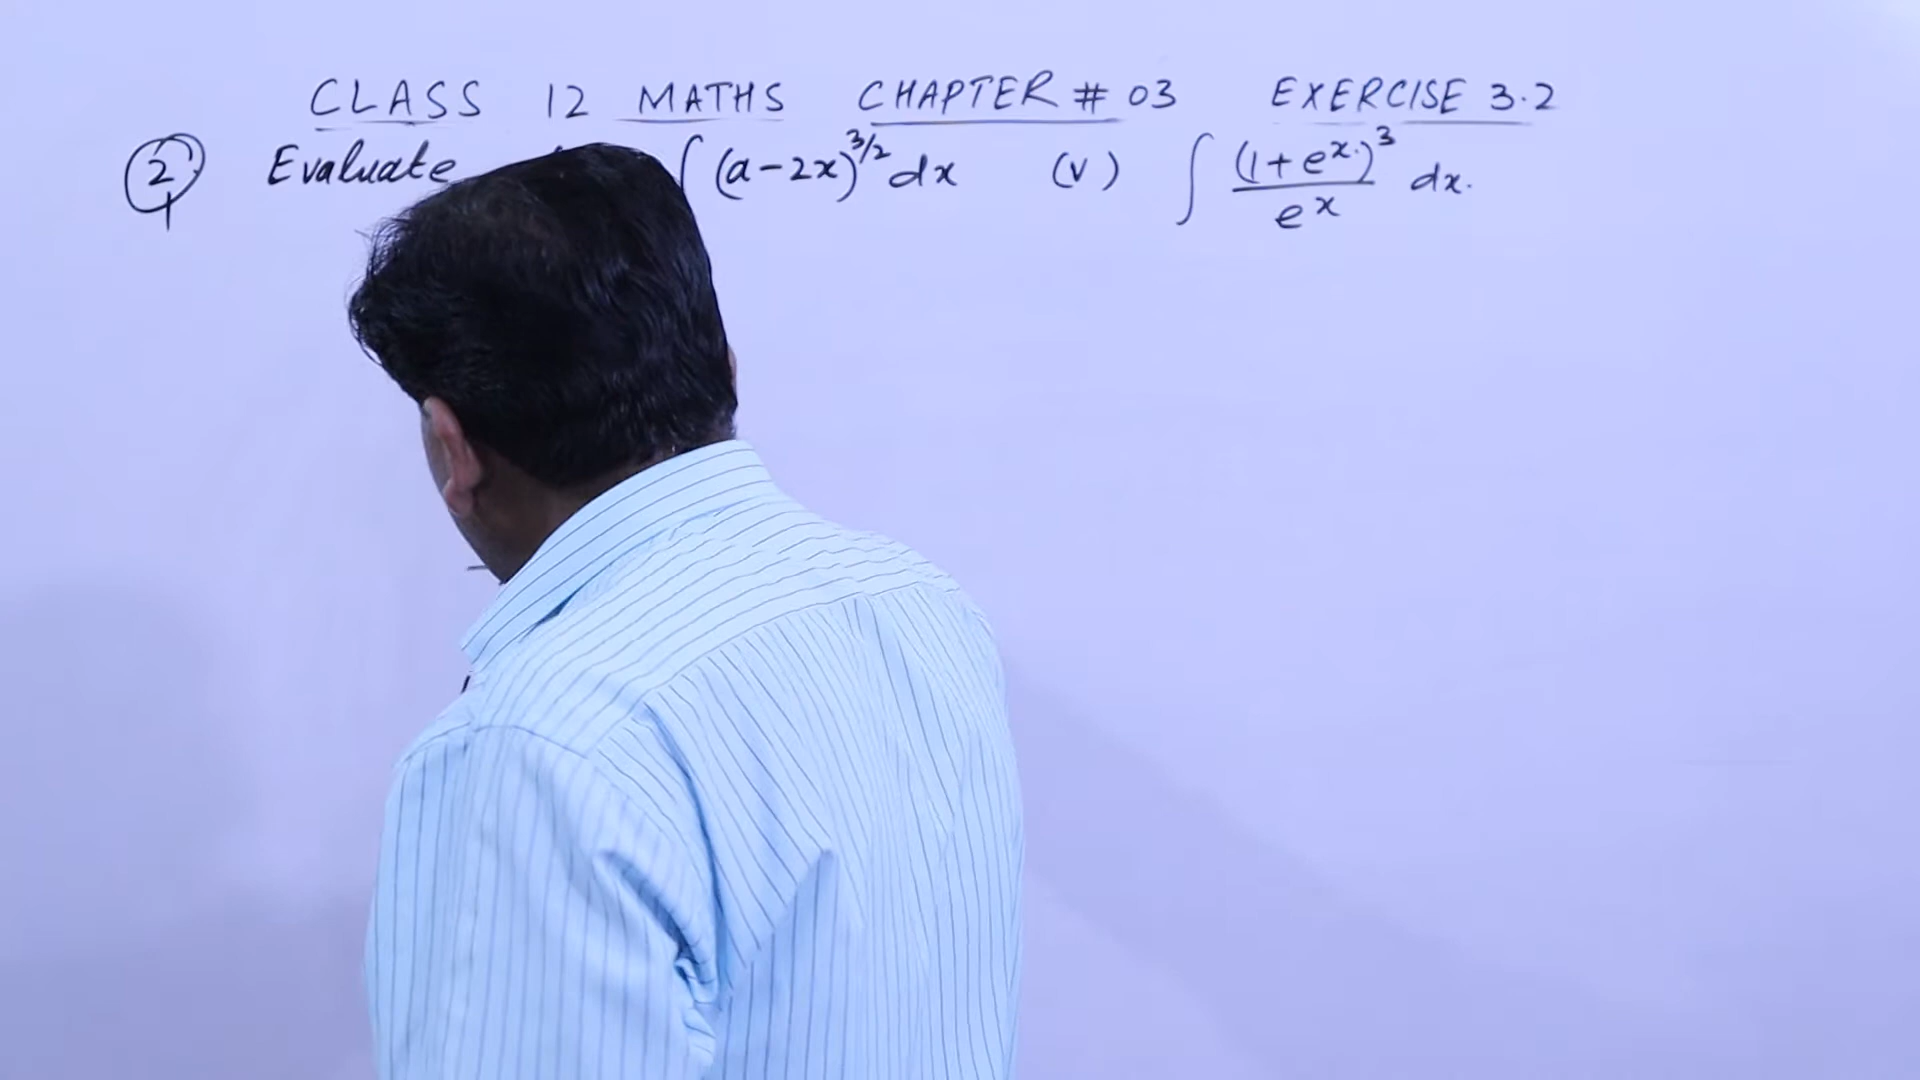 CLASS 12 MATHS CHAPTER # 03 EXERCISE 3.2
② Evaluate ∫ (a-2x)^3/2 dx (v) ∫ (1+e^x)^3 / e^x dx.